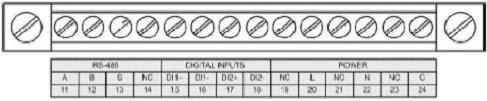 RS-485 DIGITAL INPUTS POWER
A B S NC DI1- DI1- DI2+ DI2- NC L NC N NC G
11 12 13 14 15 16 17 18 19 20 21 22 23 24